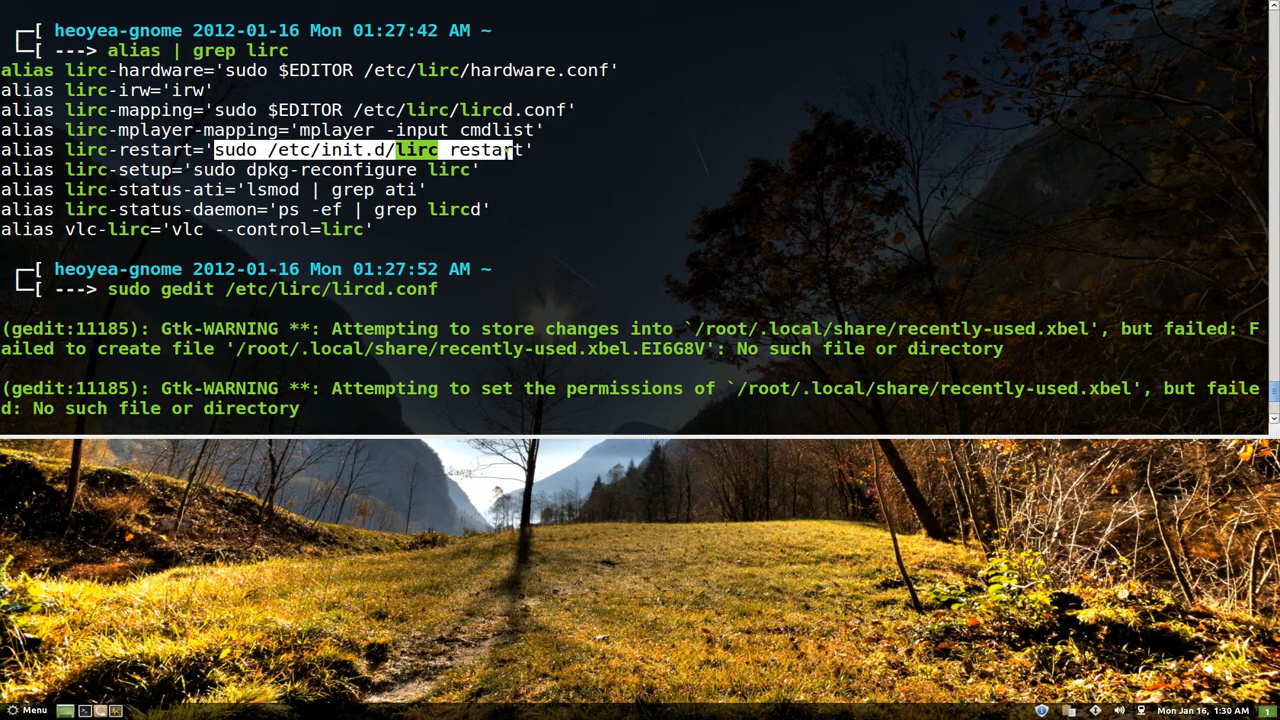 ┌─[ heoyea-gnome 2012-01-16 Mon 01:27:42 AM ~
└─[ ---> alias | grep lirc
alias lirc-hardware='sudo $EDITOR /etc/lirc/hardware.conf'
alias lirc-irw='irw'
alias lirc-mapping='sudo $EDITOR /etc/lirc/lircd.conf'
alias lirc-mplayer-mapping='mplayer -input cmdlist'
alias lirc-restart='sudo /etc/init.d/lirc restart'
alias lirc-setup='sudo dpkg-reconfigure lirc'
alias lirc-status-ati='lsmod | grep ati'
alias lirc-status-daemon='ps -ef | grep lircd'
alias vlc-lirc='vlc --control=lirc'
┌─[ heoyea-gnome 2012-01-16 Mon 01:27:52 AM ~
└─[ ---> sudo gedit /etc/lirc/lircd.conf
(gedit:11185): Gtk-WARNING **: Attempting to store changes into `/root/.local/share/recently-used.xbel', but failed: F
ailed to create file '/root/.local/share/recently-used.xbel.EI6G8V': No such file or directory
(gedit:11185): Gtk-WARNING **: Attempting to set the permissions of `/root/.local/share/recently-used.xbel', but faile
d: No such file or directory
Menu
Mon Jan 16, 1:30 AM
1